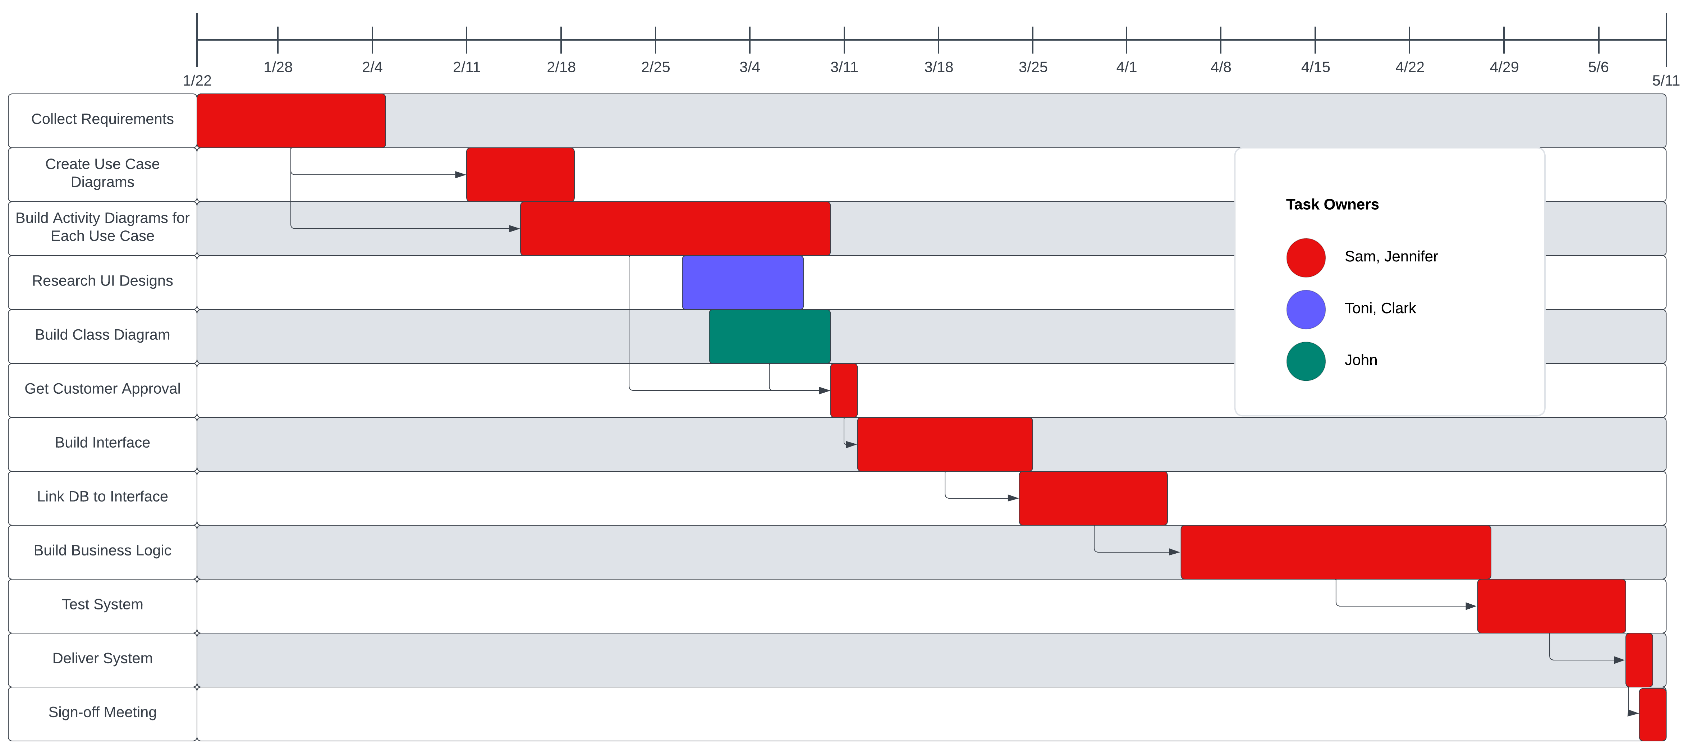 1/22
1/28
2/4
2/11
2/18
2/25
3/4
3/11
3/18
3/25
4/1
4/8
4/15
4/22
4/29
5/6
5/11
Collect Requirements
Create Use Case
Diagrams
Build Activity Diagrams for
Each Use Case
Research UI Designs
Build Class Diagram
Get Customer Approval
Build Interface
Link DB to Interface
Build Business Logic
Test System
Deliver System
Sign-off Meeting
Task Owners
Sam, Jennifer
Toni, Clark
John